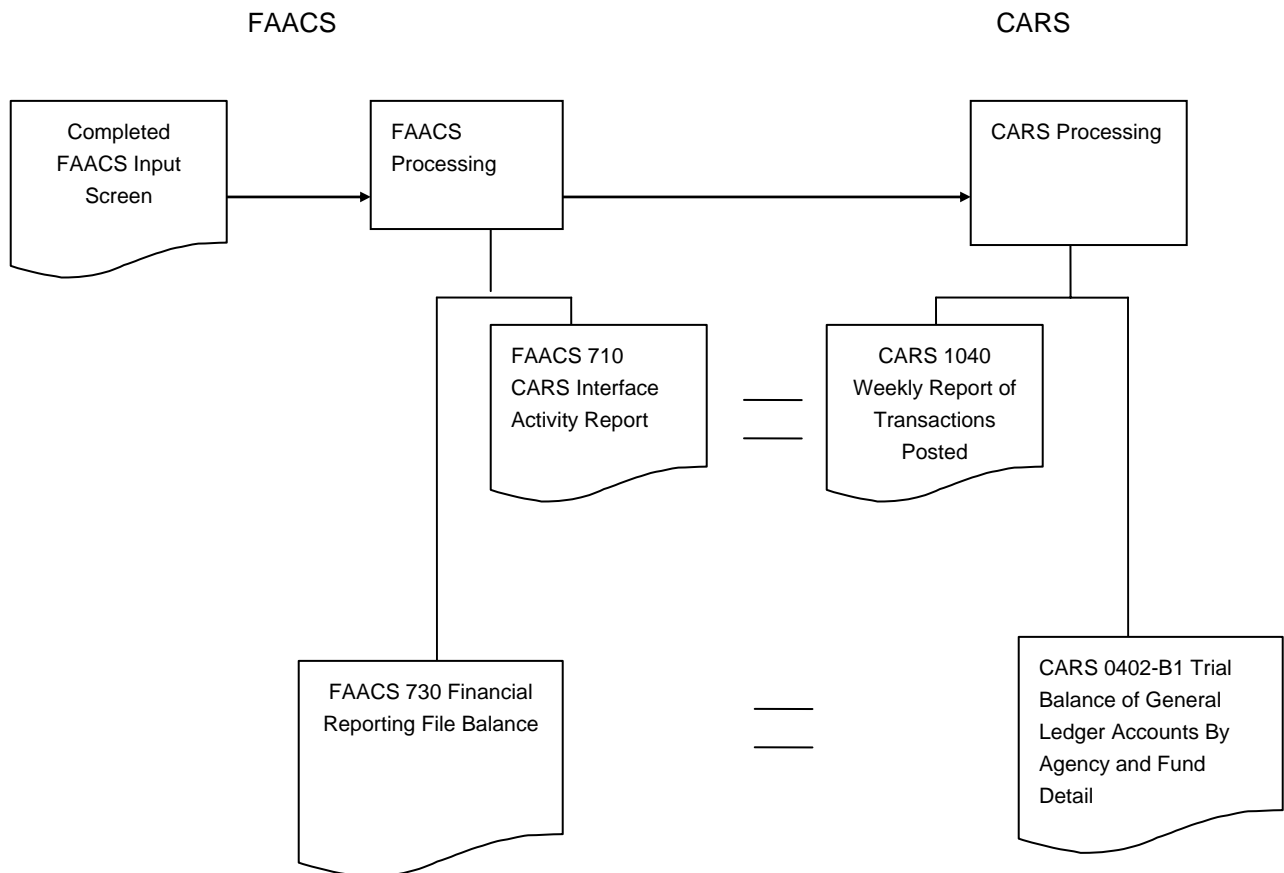 FAACS
CARS
Completed
FAACS Input
Screen
FAACS
Processing
CARS Processing
FAACS 710
CARS Interface
Activity Report
CARS 1040
Weekly Report of
Transactions
Posted
FAACS 730 Financial
Reporting File Balance
CARS 0402-B1 Trial
Balance of General
Ledger Accounts By
Agency and Fund
Detail